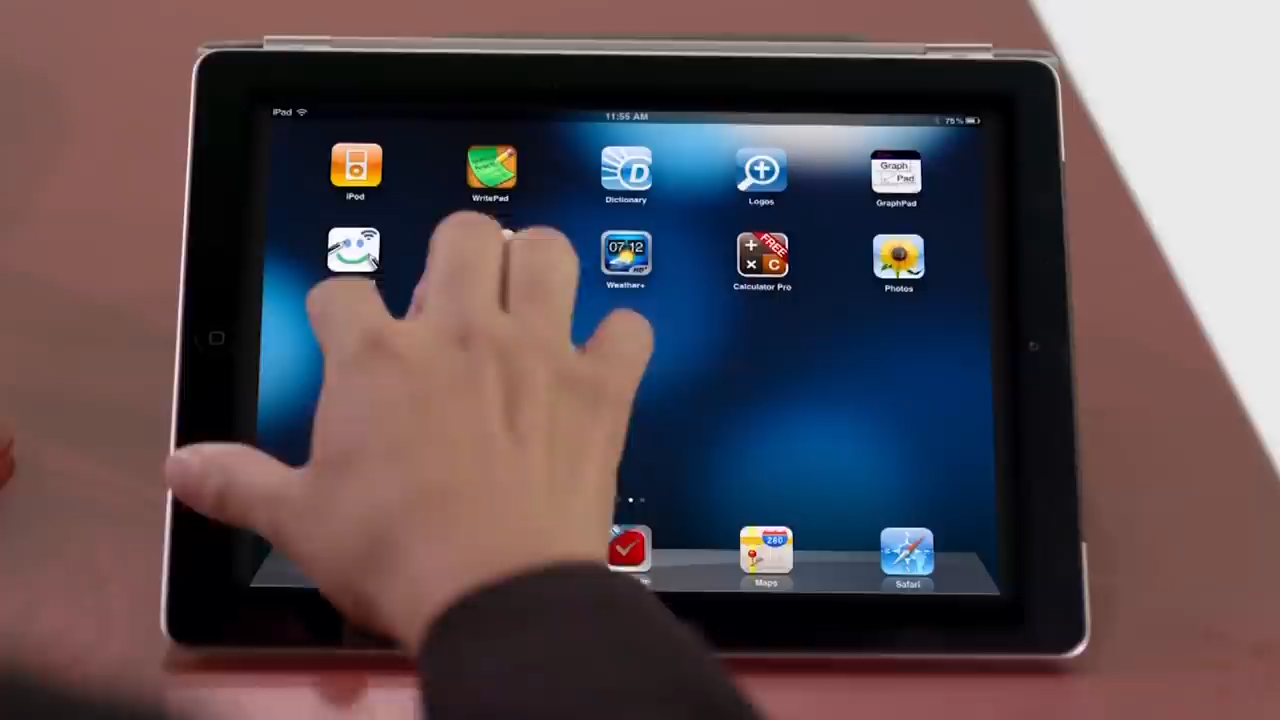 iPad 11:55 AM 75%
iPod WritePad Dictionary Logos GraphPad
D
Graph
Pad
07 12
HD
FREE
+
× C
Weather+ Calculator Pro Photos
280
Maps Safari